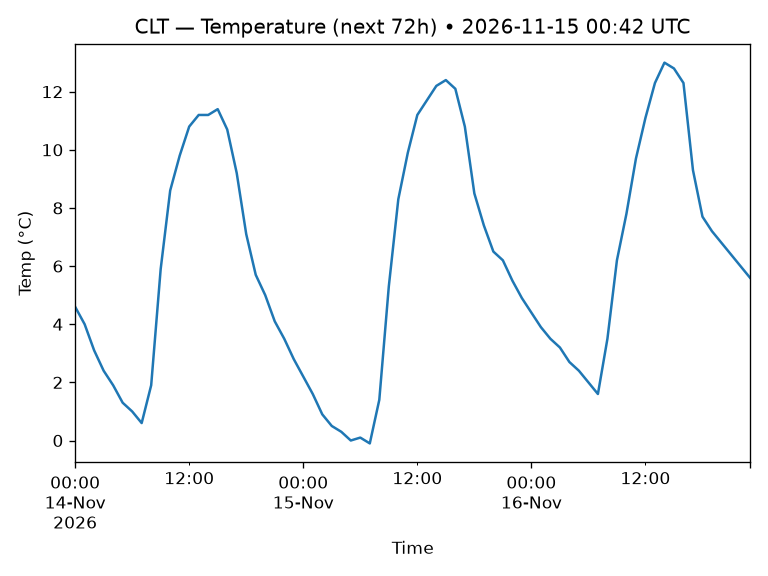 CLT — Temperature (next 72h) • 2026-11-15 00:42 UTC
Temp (°C)
12
10
8
6
4
2
0
00:00 12:00 00:00 12:00 00:00 12:00
14-Nov 15-Nov 16-Nov
2026
Time